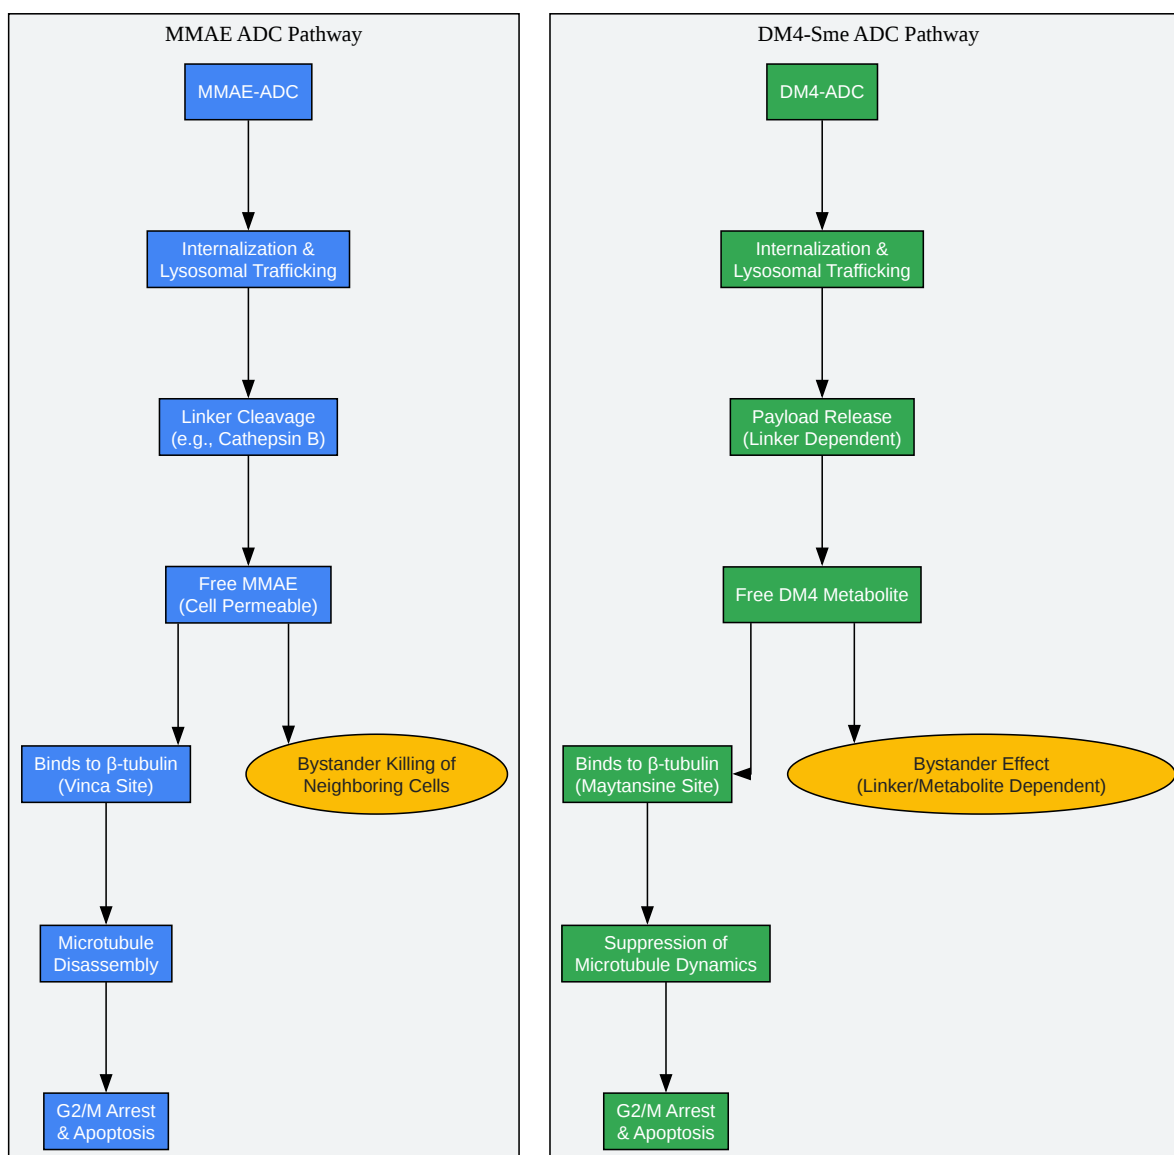 MMAE ADC Pathway
MMAE-ADC
Internalization &
Lysosomal Trafficking
Linker Cleavage
(e.g., Cathepsin B)
Free MMAE
(Cell Permeable)
Binds to β-tubulin
(Vinca Site)
Bystander Killing of
Neighboring Cells
Microtubule
Disassembly
G2/M Arrest
& Apoptosis
DM4-Sme ADC Pathway
DM4-ADC
Internalization &
Lysosomal Trafficking
Payload Release
(Linker Dependent)
Free DM4 Metabolite
Binds to β-tubulin
(Maytansine Site)
Bystander Effect
(Linker/Metabolite Dependent)
Suppression of
Microtubule Dynamics
G2/M Arrest
& Apoptosis